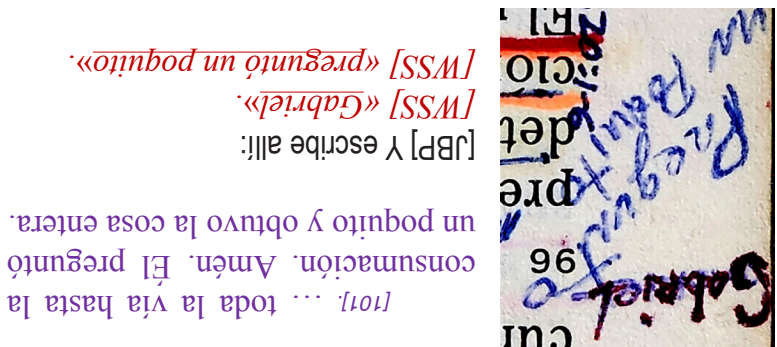 Gabriel
96
Preguntó
un Poquito
pre
det
ció
El
[101]. … toda la vía hasta la
consumación. Amén. Él preguntó
un poquito y obtuvo la cosa entera.
[JBP] Y escribe allí:
[WSS] «Gabriel».
[WSS] «preguntó un poquito».